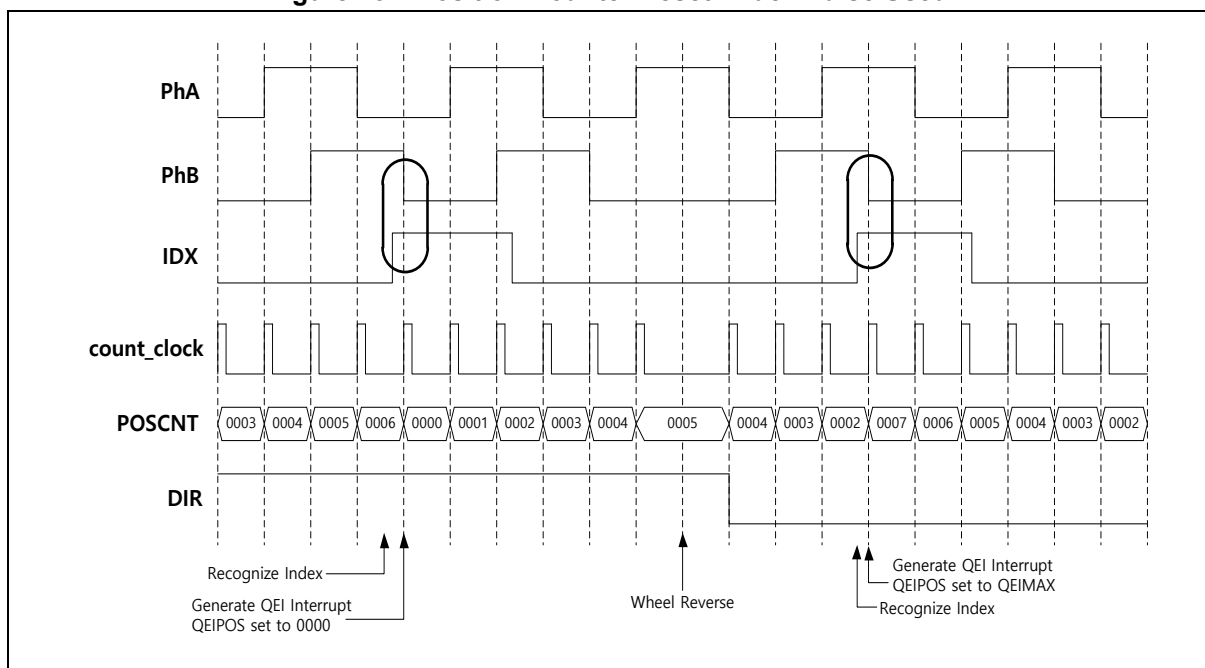 PhA
PhB
IDX
count_clock
POSCNT 0003 0004 0005 0006 0000 0001 0002 0003 0004 0005 0004 0003 0002 0007 0006 0005 0004 0003 0002
DIR
Recognize Index
Generate QEI Interrupt
QEIPOS set to 0000
Wheel Reverse
Generate QEI Interrupt
QEIPOS set to QEIMAX
Recognize Index